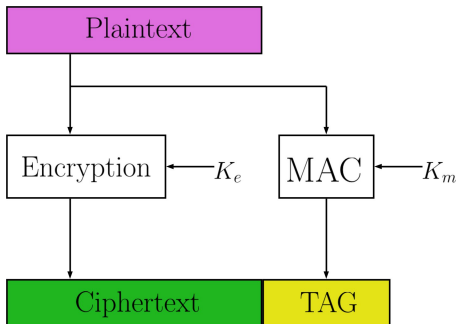 Plaintext
Encryption
K_e
MAC
K_m
Ciphertext
TAG